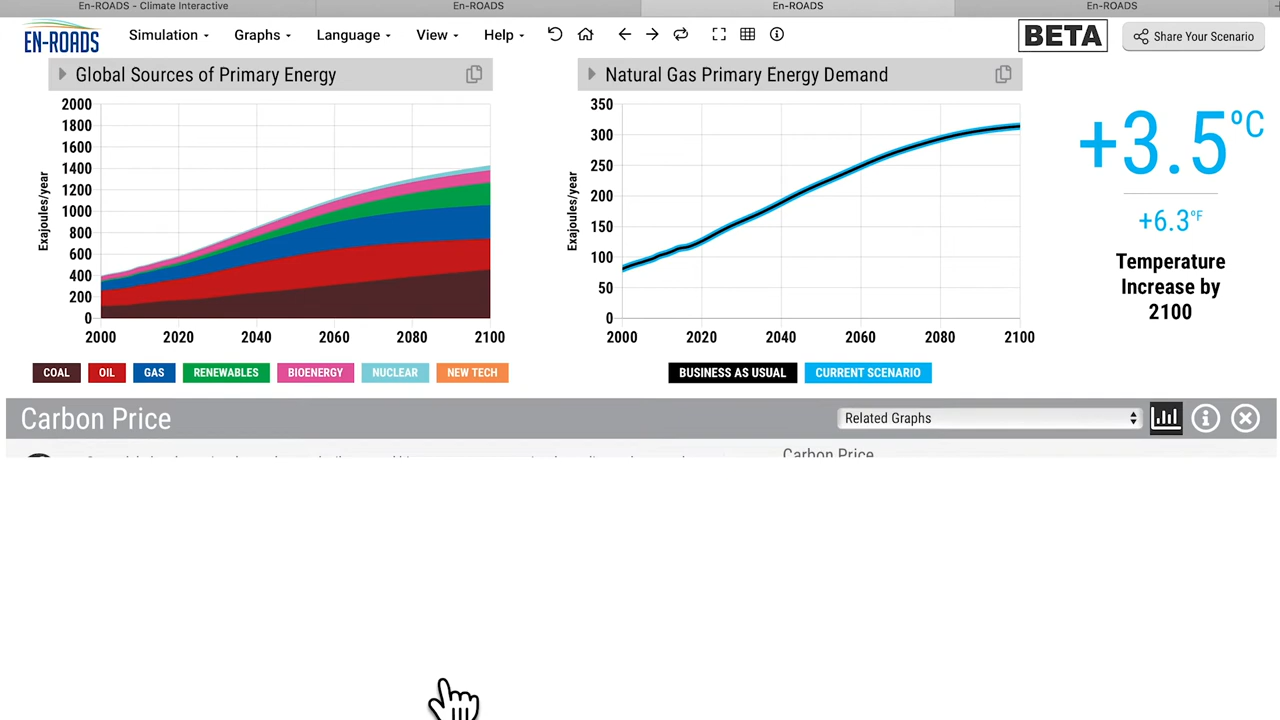 En-ROADS - Climate Interactive
En-ROADS
En-ROADS
En-ROADS
EN-ROADS
Simulation
Graphs
Language
View
Help
BETA
Share Your Scenario
Global Sources of Primary Energy
2000
1800
1600
1400
1200
1000
800
600
400
200
0
Exajoules/year
2000 2020 2040 2060 2080 2100
COAL OIL GAS RENEWABLES BIOENERGY NUCLEAR NEW TECH
Natural Gas Primary Energy Demand
350
300
250
200
150
100
50
0
Exajoules/year
2000 2020 2040 2060 2080 2100
BUSINESS AS USUAL CURRENT SCENARIO
+3.5°C
+6.3°F
Temperature
Increase by
2100
Carbon Price
Related Graphs
Carbon Price